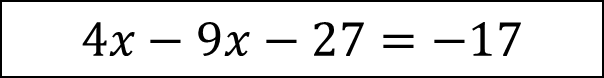 4𝑥 − 9𝑥 − 27 = −17